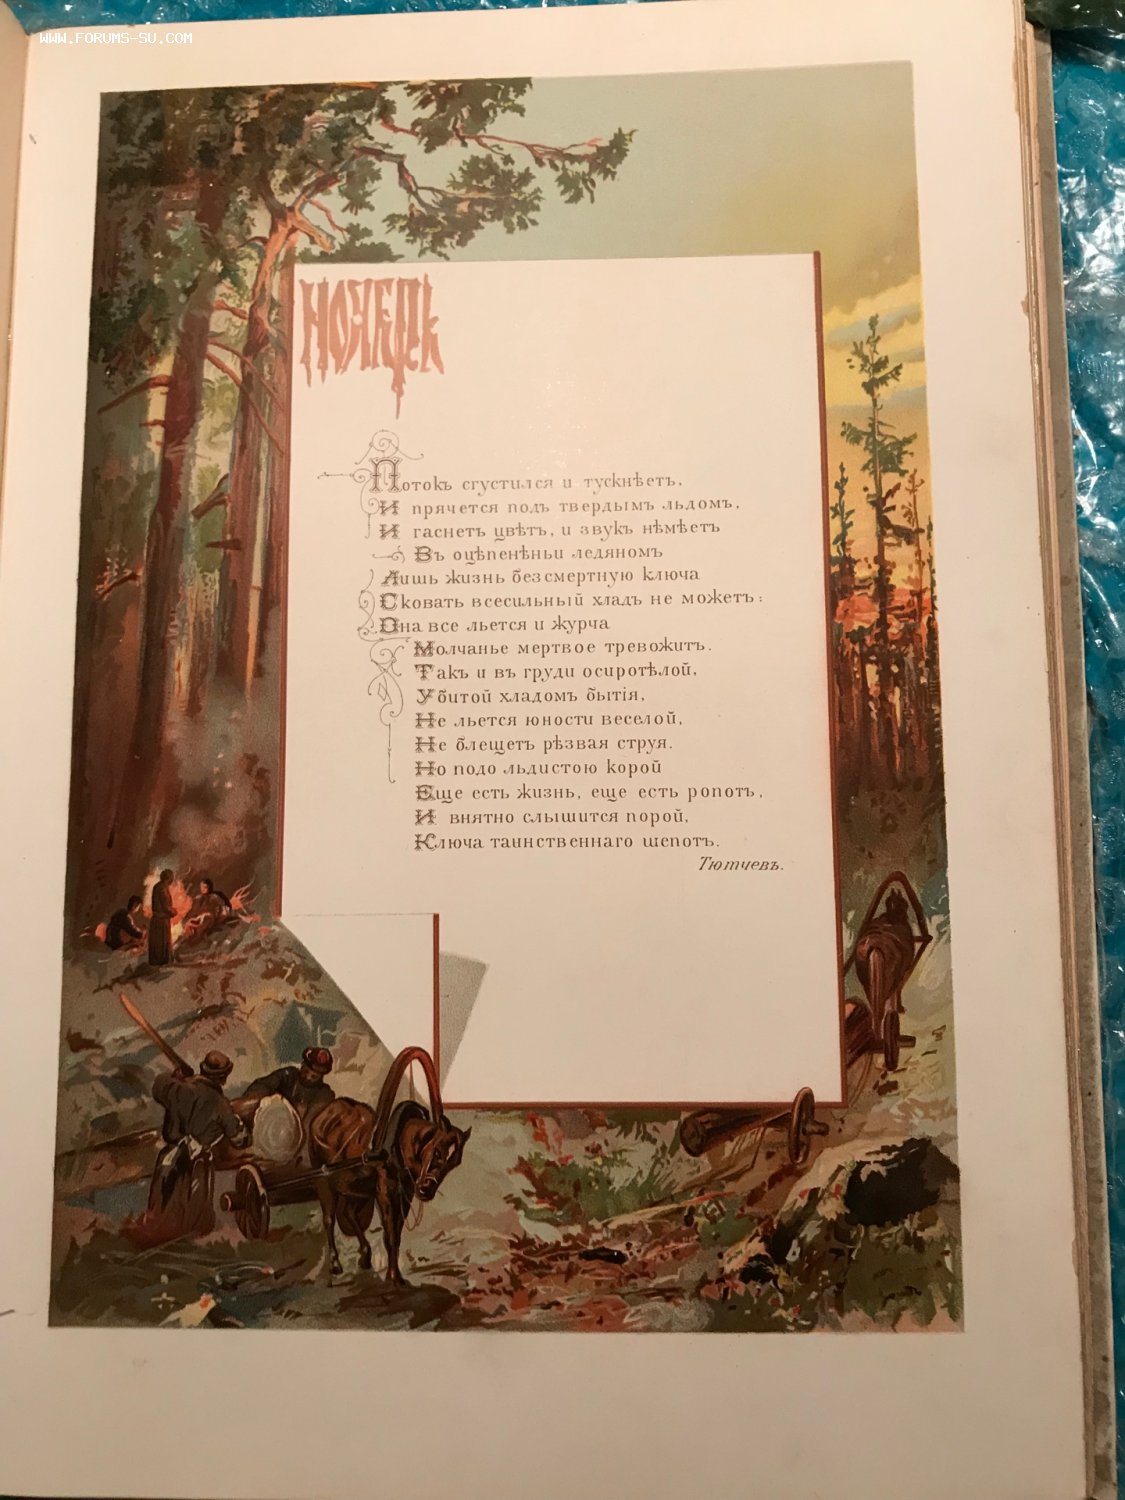 WWW.FORUMS-SU.COM
НОЯБРЬ
Потокъ сгустился и тускнѣетъ,
И прячется подъ твердымъ льдомъ,
И гаснетъ цвѣтъ, и звукъ нѣмѣетъ
Въ оцѣпенѣньи ледяномъ
Лишь жизнь безсмертную ключа
Сковать всесильный хладъ не можетъ:
Она все льется и журча
Молчанье мертвое тревожитъ.
Такъ и въ груди осиротѣлой,
Убитой хладомъ бытія,
Не льется юности веселой,
Не блещетъ рѣзвая струя.
Но подо льдистою корой
Еще есть жизнь, еще есть ропотъ,
И внятно слышится порой,
Ключа таинственнаго шепотъ.
Тютчевъ.